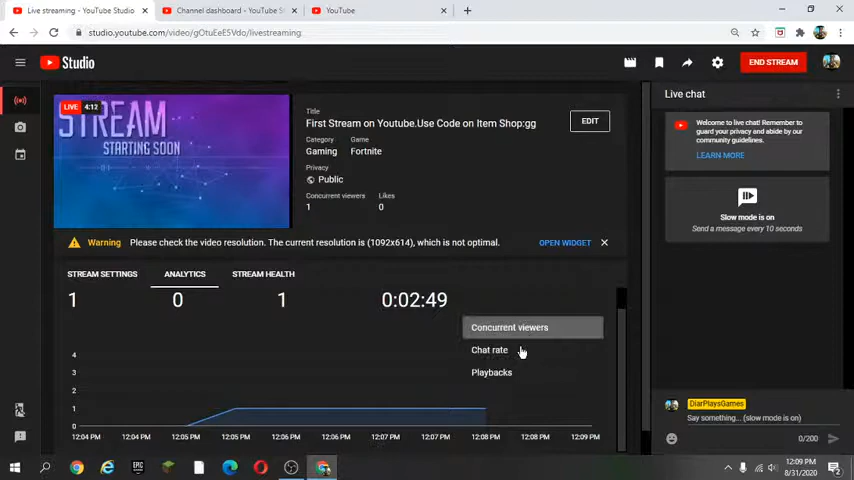 Live streaming - YouTube Studio
Channel dashboard - YouTube St
YouTube
studio.youtube.com/video/gOtuEeE5Vdo/livestreaming
Studio
END STREAM
LIVE 4:12
STREAM
STARTING SOON
Title
First Stream on Youtube.Use Code on Item Shop:gg
EDIT
Category Game
Gaming Fortnite
Privacy
Public
Concurrent viewers Likes
1 0
Warning Please check the video resolution. The current resolution is (1092x614), which is not optimal. OPEN WIDGET
STREAM SETTINGS ANALYTICS STREAM HEALTH
1 0 1 0:02:49
Concurrent viewers
Chat rate
Playbacks
4
3
2
1
0
12:04 PM 12:04 PM 12:05 PM 12:05 PM 12:06 PM 12:06 PM 12:07 PM 12:07 PM 12:08 PM 12:08 PM 12:09 PM
Live chat
Welcome to live chat! Remember to
guard your privacy and abide by our
community guidelines.
LEARN MORE
Slow mode is on
Send a message every 10 seconds
DiarPlaysGames
Say something... (slow mode is on)
0/200
EPIC
12:09 PM
8/31/2020
2